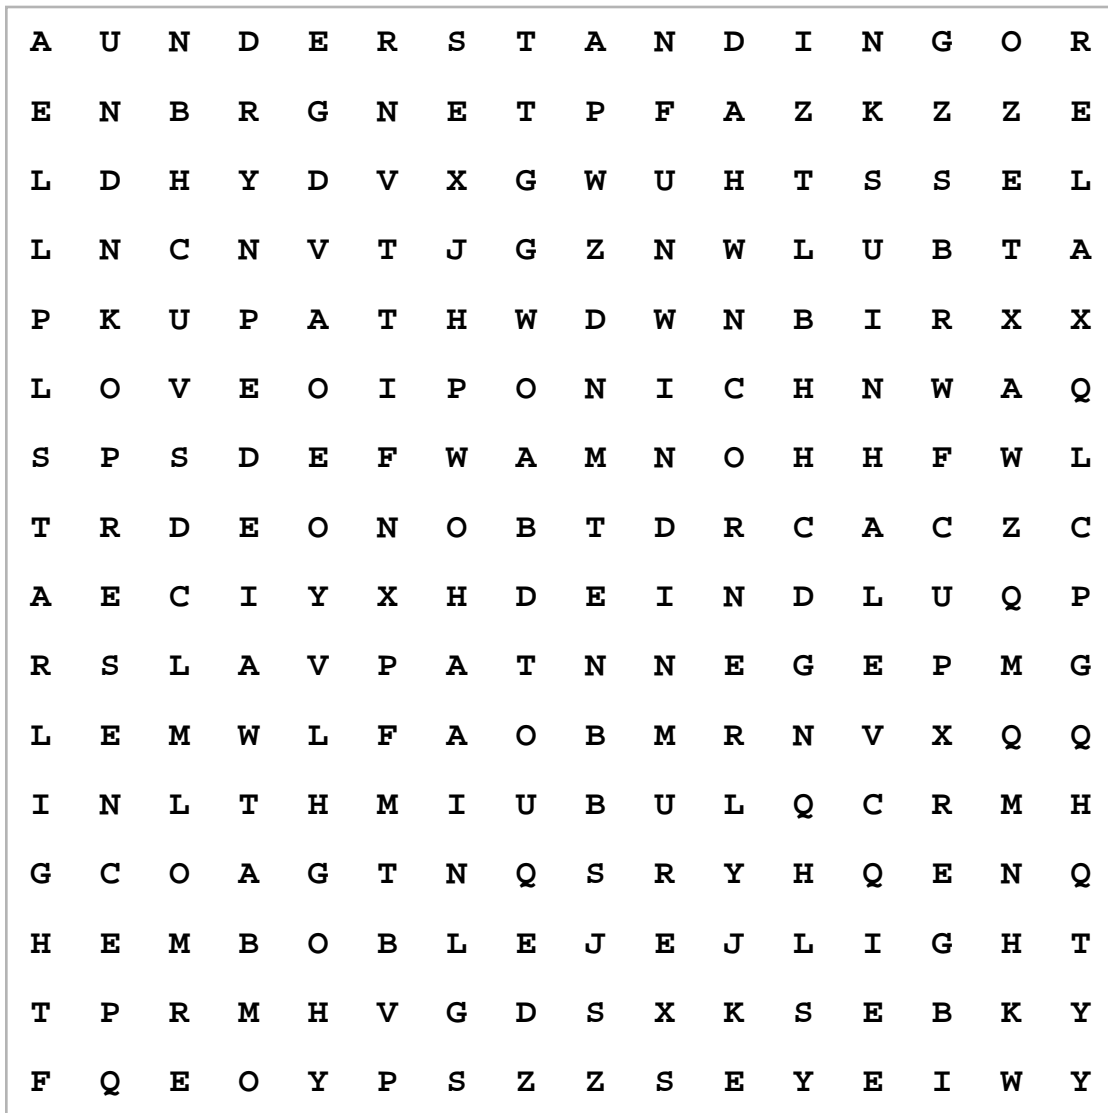 A U N D E R S T A N D I N G O R
E N B R G N E T P F A Z K Z Z E
L D H Y D V X G W U H T S S E L
L N C N V T J G Z N W L U B T A
P K U P A T H W D W N B I R X X
L O V E O I P O N I C H N W A Q
S P S D E F W A M N O H H F W L
T R D E O N O B T D R C A C Z C
A E C I Y X H D E I N D L U Q P
R S L A V P A T N N E G E P M G
L E M W L F A O B M R N V X Q Q
I N L T H M I U B U L Q C R M H
G C O A G T N Q S R Y H Q E N Q
H E M B O B L E J E J L I G H T
T P R M H V G D S X K S E B K Y
F Q E O Y P S Z Z S E Y E I W Y